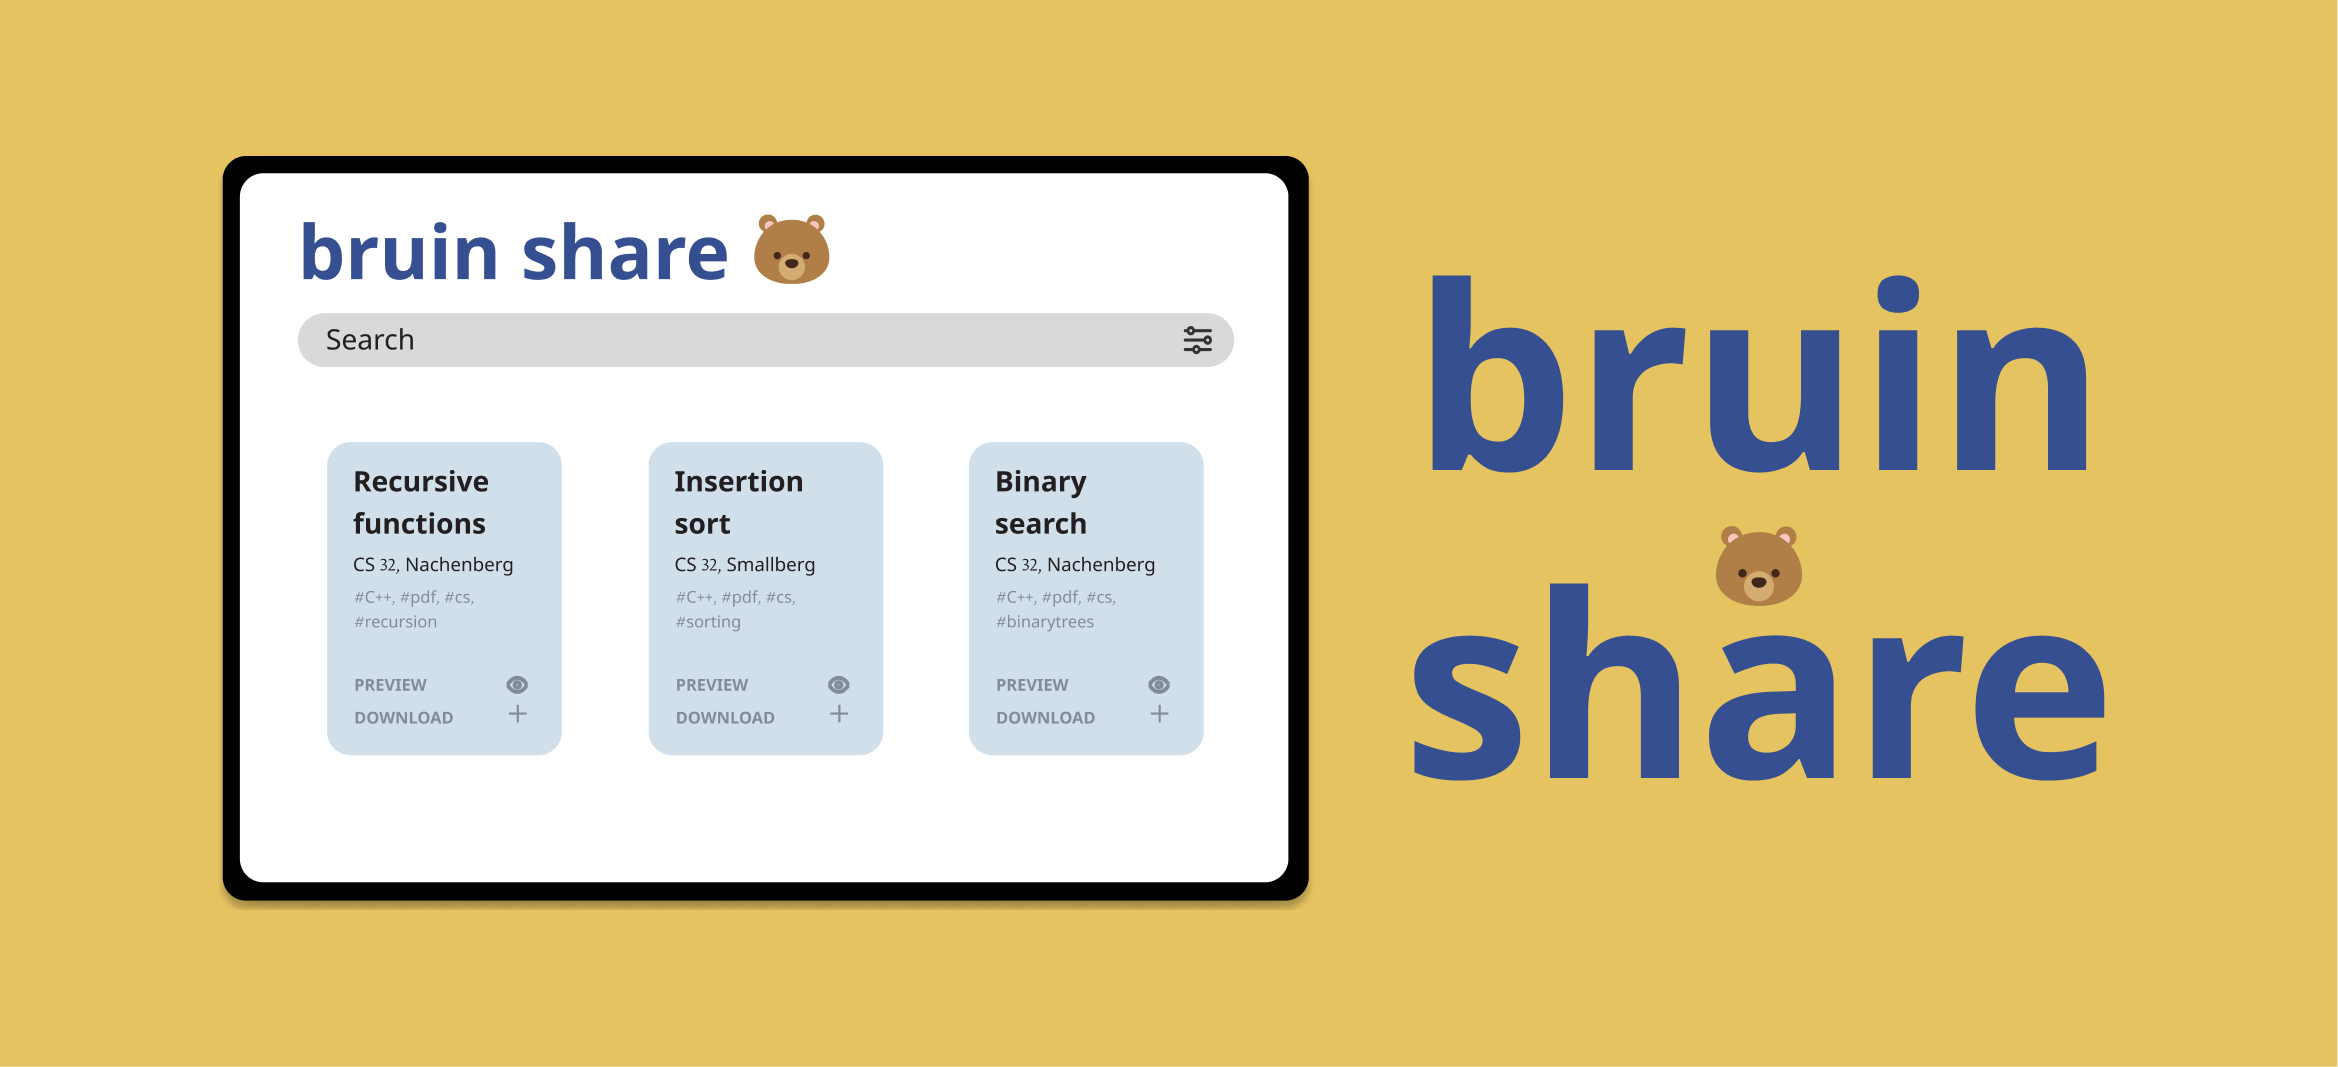 bruin share
Search
Recursive
functions
CS 32, Nachenberg
#C++, #pdf, #cs,
#recursion
PREVIEW
DOWNLOAD
Insertion
sort
CS 32, Smallberg
#C++, #pdf, #cs,
#sorting
PREVIEW
DOWNLOAD
Binary
search
CS 32, Nachenberg
#C++, #pdf, #cs,
#binarytrees
PREVIEW
DOWNLOAD
bruin
share